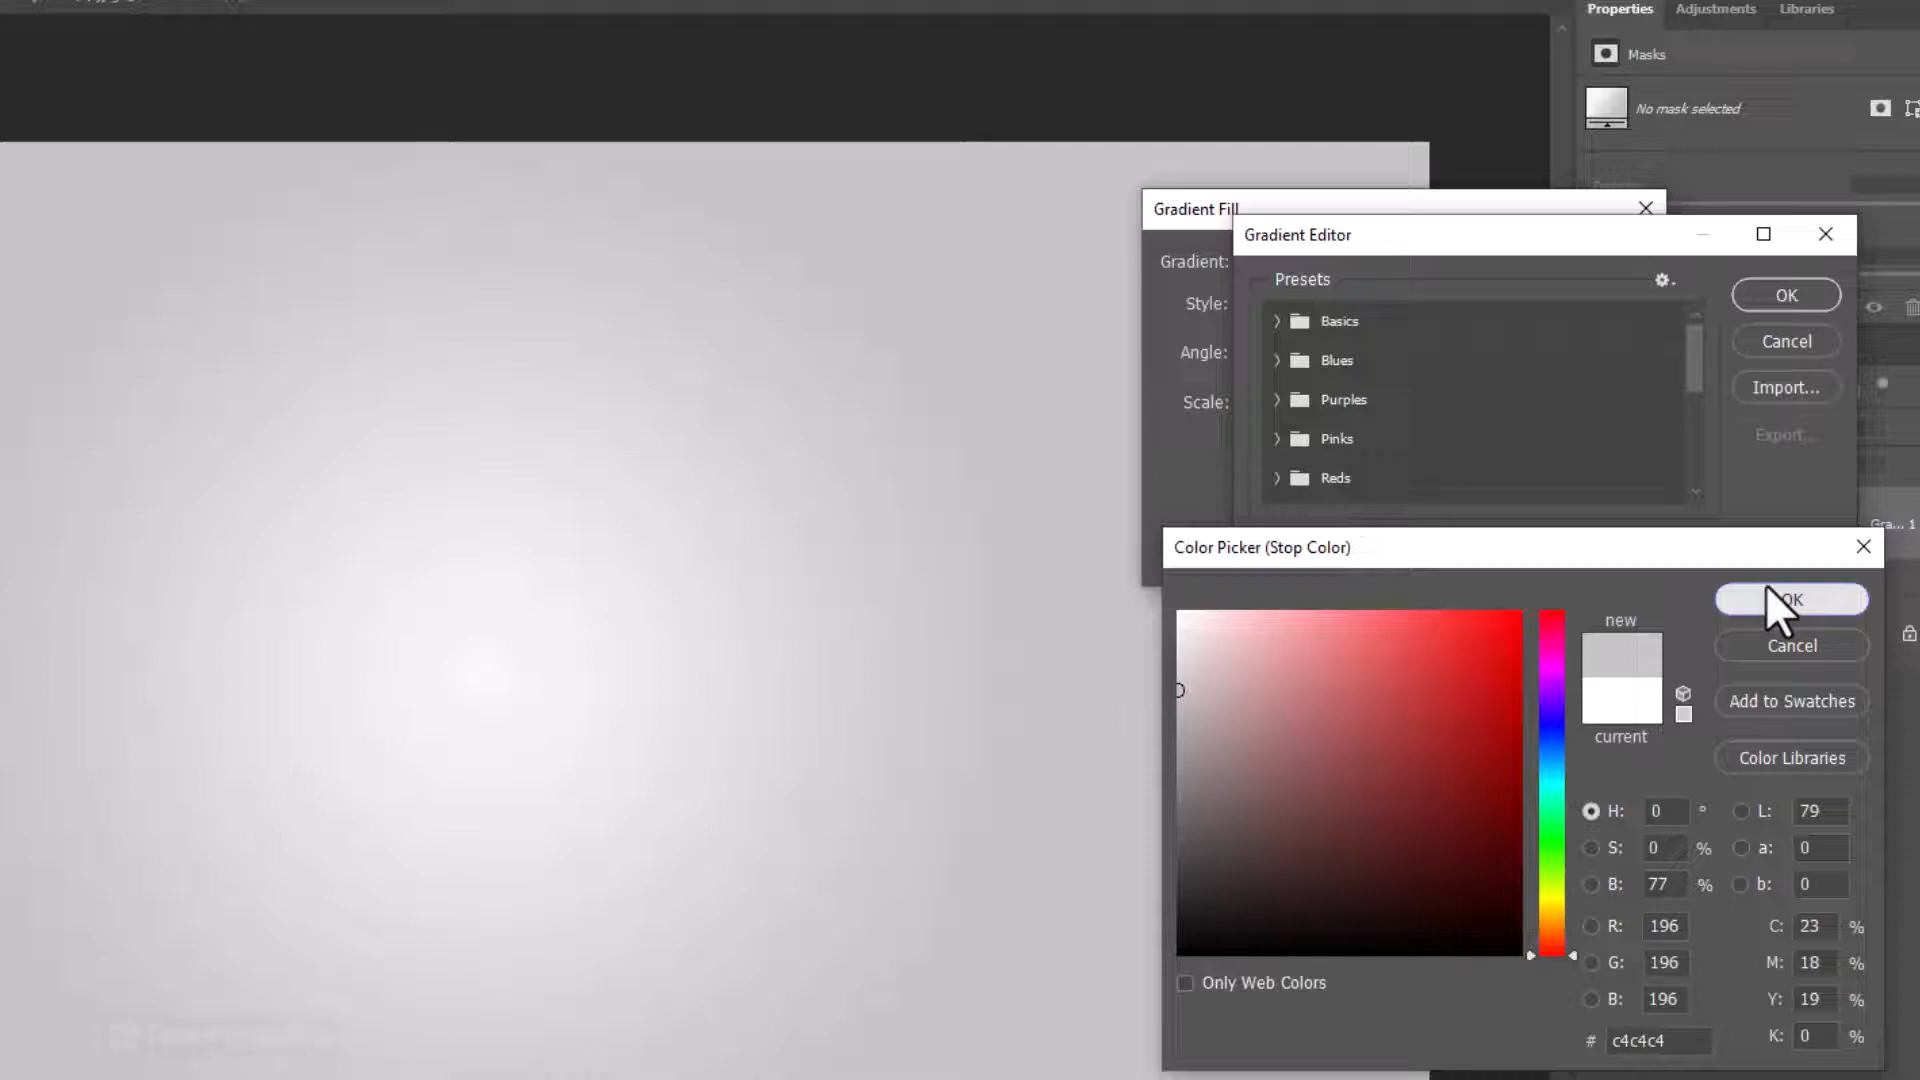 Properties Adjustments Libraries
Masks
No mask selected
Gradient Fill
Gradient Editor
Gradient:
Style:
Angle:
Scale:
Presets
Basics
Blues
Purples
Pinks
Reds
OK
Cancel
Import...
Export...
Gra... 1
Color Picker (Stop Color)
new
current
OK
Cancel
Add to Swatches
Color Libraries
H: 0 ° L: 79
S: 0 % a: 0
B: 77 % b: 0
R: 196 C: 23 %
G: 196 M: 18 %
B: 196 Y: 19 %
# c4c4c4 K: 0 %
Only Web Colors